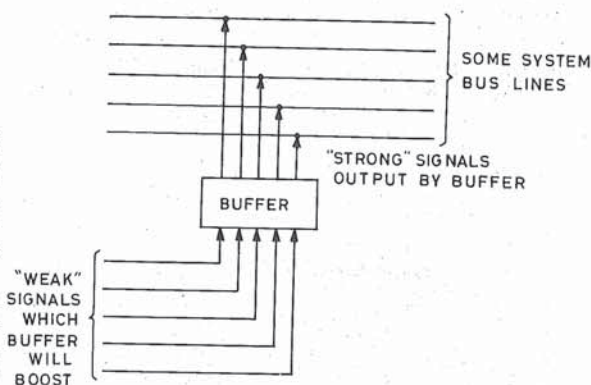 SOME SYSTEM
BUS LINES
"STRONG" SIGNALS
OUTPUT BY BUFFER
BUFFER
"WEAK"
SIGNALS
WHICH
BUFFER
WILL
BOOST